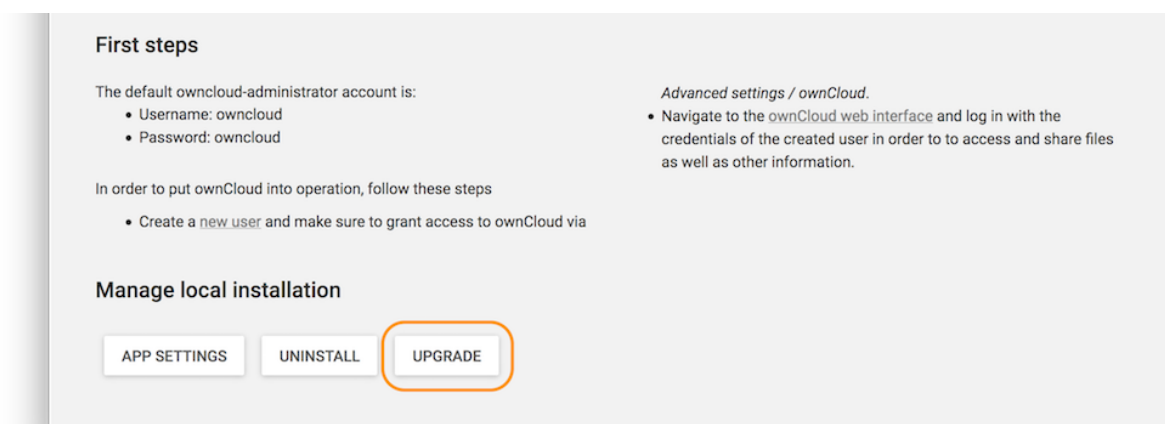 First steps
The default owncloud-administrator account is:
• Username: owncloud
• Password: owncloud
In order to put ownCloud into operation, follow these steps
• Create a new user and make sure to grant access to ownCloud via
Advanced settings / ownCloud.
• Navigate to the ownCloud web interface and log in with the
credentials of the created user in order to to access and share files
as well as other information.
Manage local installation
APP SETTINGS
UNINSTALL
UPGRADE